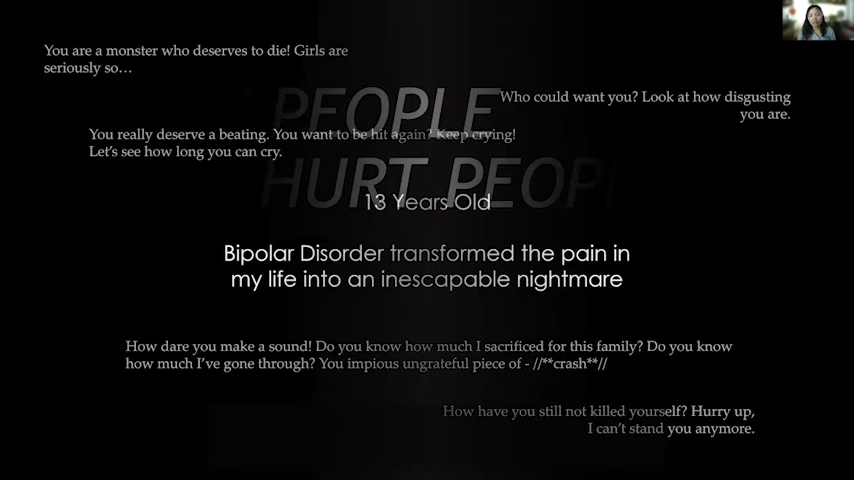 You are a monster who deserves to die! Girls are
seriously so…
PEOPLE
Who could want you? Look at how disgusting
you are.
You really deserve a beating. You want to be hit again? Keep crying!
Let's see how long you can cry.
HURT PEOPL
13 Years Old
Bipolar Disorder transformed the pain in
my life into an inescapable nightmare
How dare you make a sound! Do you know how much I sacrificed for this family? Do you know
how much I've gone through? You impious ungrateful piece of - //**crash**//
How have you still not killed yourself? Hurry up,
I can't stand you anymore.